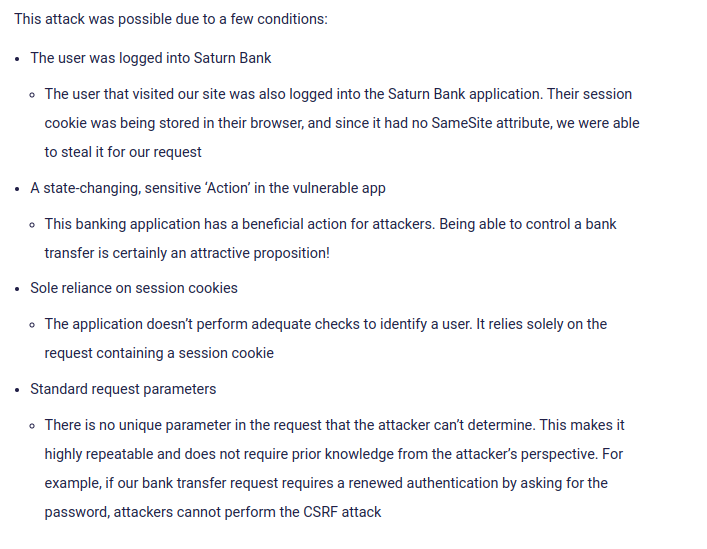 This attack was possible due to a few conditions:
• The user was logged into Saturn Bank
◦ The user that visited our site was also logged into the Saturn Bank application. Their session
cookie was being stored in their browser, and since it had no SameSite attribute, we were able
to steal it for our request
• A state-changing, sensitive ‘Action’ in the vulnerable app
◦ This banking application has a beneficial action for attackers. Being able to control a bank
transfer is certainly an attractive proposition!
• Sole reliance on session cookies
◦ The application doesn’t perform adequate checks to identify a user. It relies solely on the
request containing a session cookie
• Standard request parameters
◦ There is no unique parameter in the request that the attacker can’t determine. This makes it
highly repeatable and does not require prior knowledge from the attacker’s perspective. For
example, if our bank transfer request requires a renewed authentication by asking for the
password, attackers cannot perform the CSRF attack